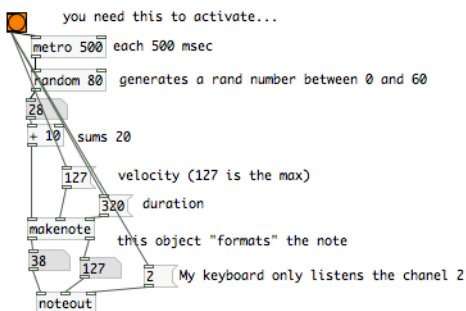 you need this to activate...
metro 500 each 500 msec
random 80 generates a rand number between 0 and 60
28
+ 10 sums 20
127 velocity (127 is the max)
320 duration
makenote
this object "formats" the note
38 127
2 My keyboard only listens the chanel 2
noteout